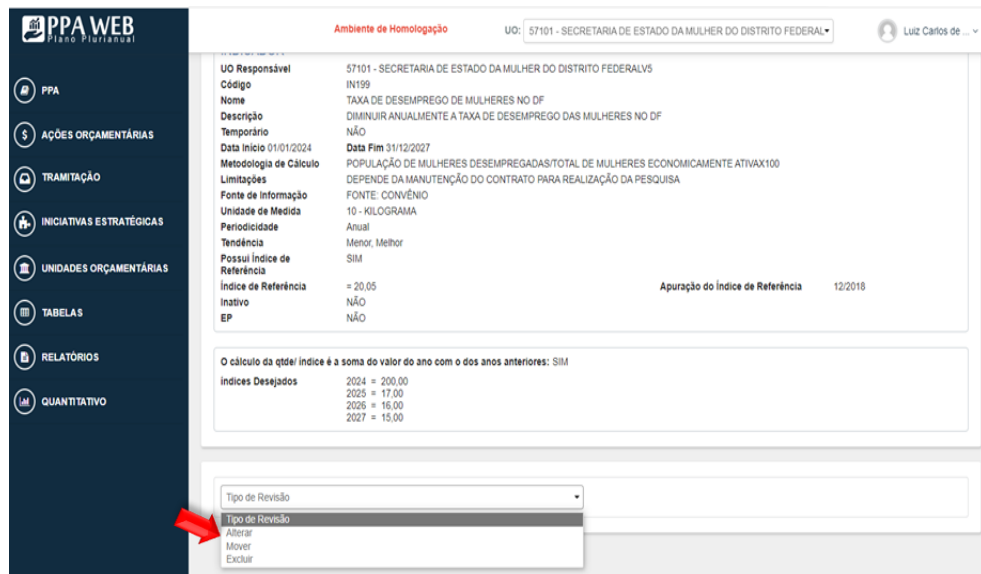 PPA WEB
Plano Plurianual
Ambiente de Homologação
UO: 57101 - SECRETARIA DE ESTADO DA MULHER DO DISTRITO FEDERAL
Luiz Carlos de ...
PPA
AÇÕES ORÇAMENTÁRIAS
TRAMITAÇÃO
INICIATIVAS ESTRATÉGICAS
UNIDADES ORÇAMENTÁRIAS
TABELAS
RELATÓRIOS
QUANTITATIVO
INDICADOR
UO Responsável 57101 - SECRETARIA DE ESTADO DA MULHER DO DISTRITO FEDERALV5
Código IN199
Nome TAXA DE DESEMPREGO DE MULHERES NO DF
Descrição DIMINUIR ANUALMENTE A TAXA DE DESEMPREGO DAS MULHERES NO DF
Temporário NÃO
Data Início 01/01/2024 Data Fim 31/12/2027
Metodologia de Cálculo POPULAÇÃO DE MULHERES DESEMPREGADAS/TOTAL DE MULHERES ECONOMICAMENTE ATIVAX100
Limitações DEPENDE DA MANUTENÇÃO DO CONTRATO PARA REALIZAÇÃO DA PESQUISA
Fonte de Informação FONTE: CONVÊNIO
Unidade de Medida 10 - KILOGRAMA
Periodicidade Anual
Tendência Menor, Melhor
Possui Índice de SIM
Referência
Índice de Referência = 20,05 Apuração do Índice de Referência 12/2018
Inativo NÃO
EP NÃO
O cálculo da qtde/ índice é a soma do valor do ano com o dos anos anteriores: SIM
Índices Desejados 2024 = 200,00
2025 = 17,00
2026 = 16,00
2027 = 15,00
Tipo de Revisão
Tipo de Revisão
Alterar
Mover
Excluir